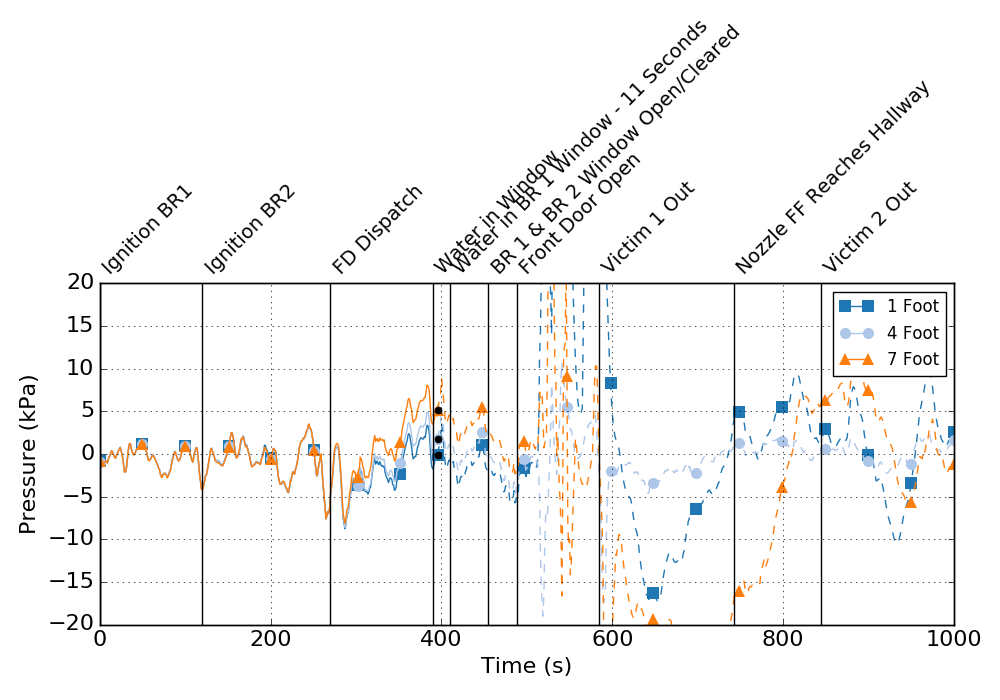 Ignition BR1
Ignition BR2
FD Dispatch
Water in Window
Water in BR 1 Window - 11 Seconds
BR 1 & BR 2 Window Open/Cleared
Front Door Open
Victim 1 Out
Nozzle FF Reaches Hallway
Victim 2 Out
20
15
10
5
0
−5
−10
−15
−20
Pressure (kPa)
1 Foot
4 Foot
7 Foot
0 200 400 600 800 1000
Time (s)